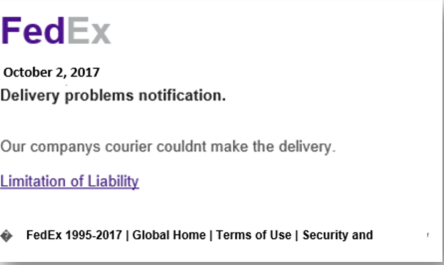 FedEx
October 2, 2017
Delivery problems notification.
Our companys courier couldnt make the delivery.
Limitation of Liability
� FedEx 1995-2017 | Global Home | Terms of Use | Security and